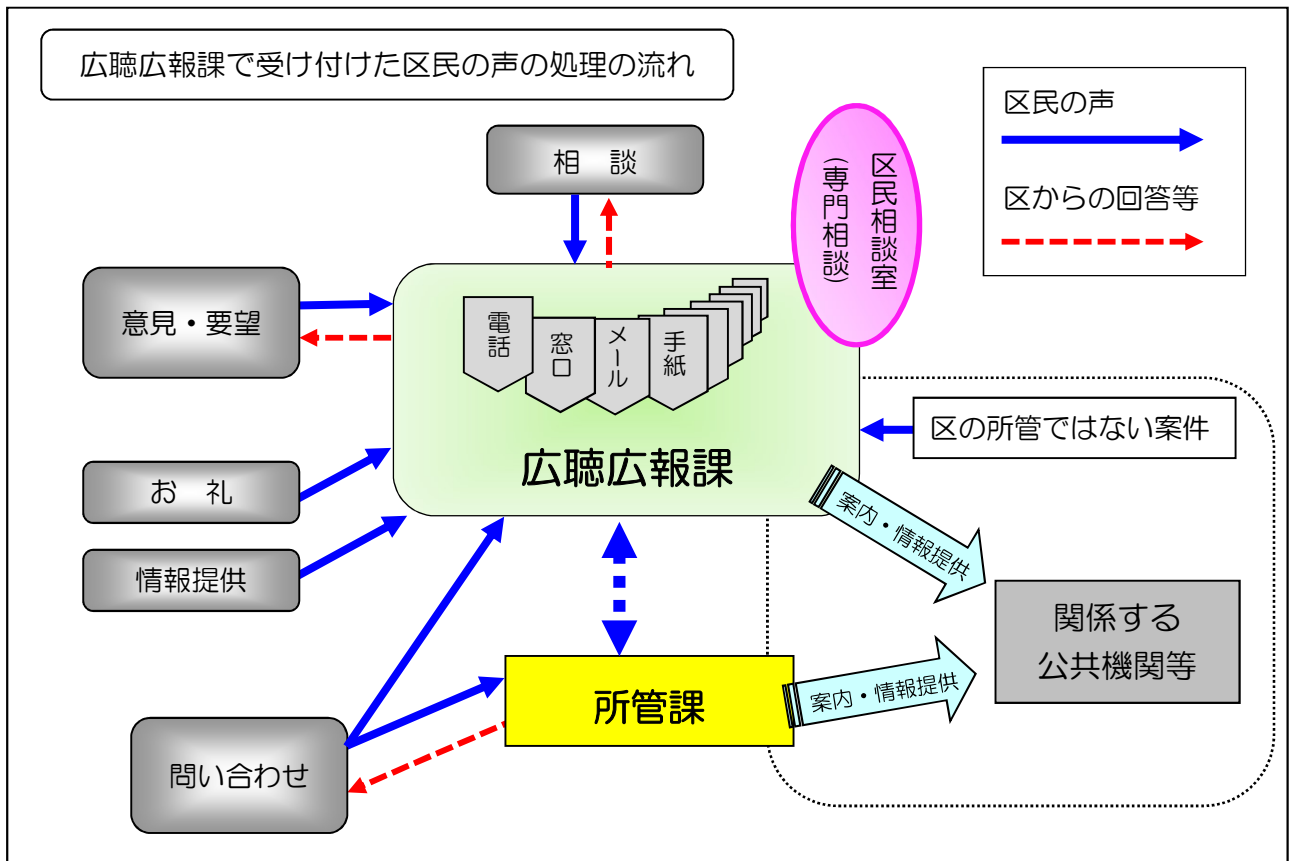 広聴広報課で受け付けた区民の声の処理の流れ
区民の声
区からの回答等
相　談
区民相談室
（専門相談）
意見・要望
電話
窓口
メール
手紙
広聴広報課
区の所管ではない案件
お　礼
情報提供
案内・情報提供
関係する
公共機関等
所管課
案内・情報提供
問い合わせ